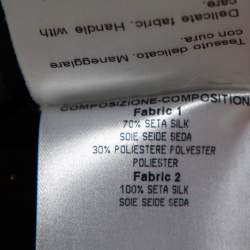 care.
Delicate fabric. Handle with
con cura.
Tessuto delicato. Maneggiare
COMPOSIZIONE-COMPOSITION
Fabric 1
70% SETA SILK
SOIE SEIDE SEDA
30% POLIESTERE POLYESTER
POLIESTER
Fabric 2
100% SETA SILK
SOIE SEIDE SEDA